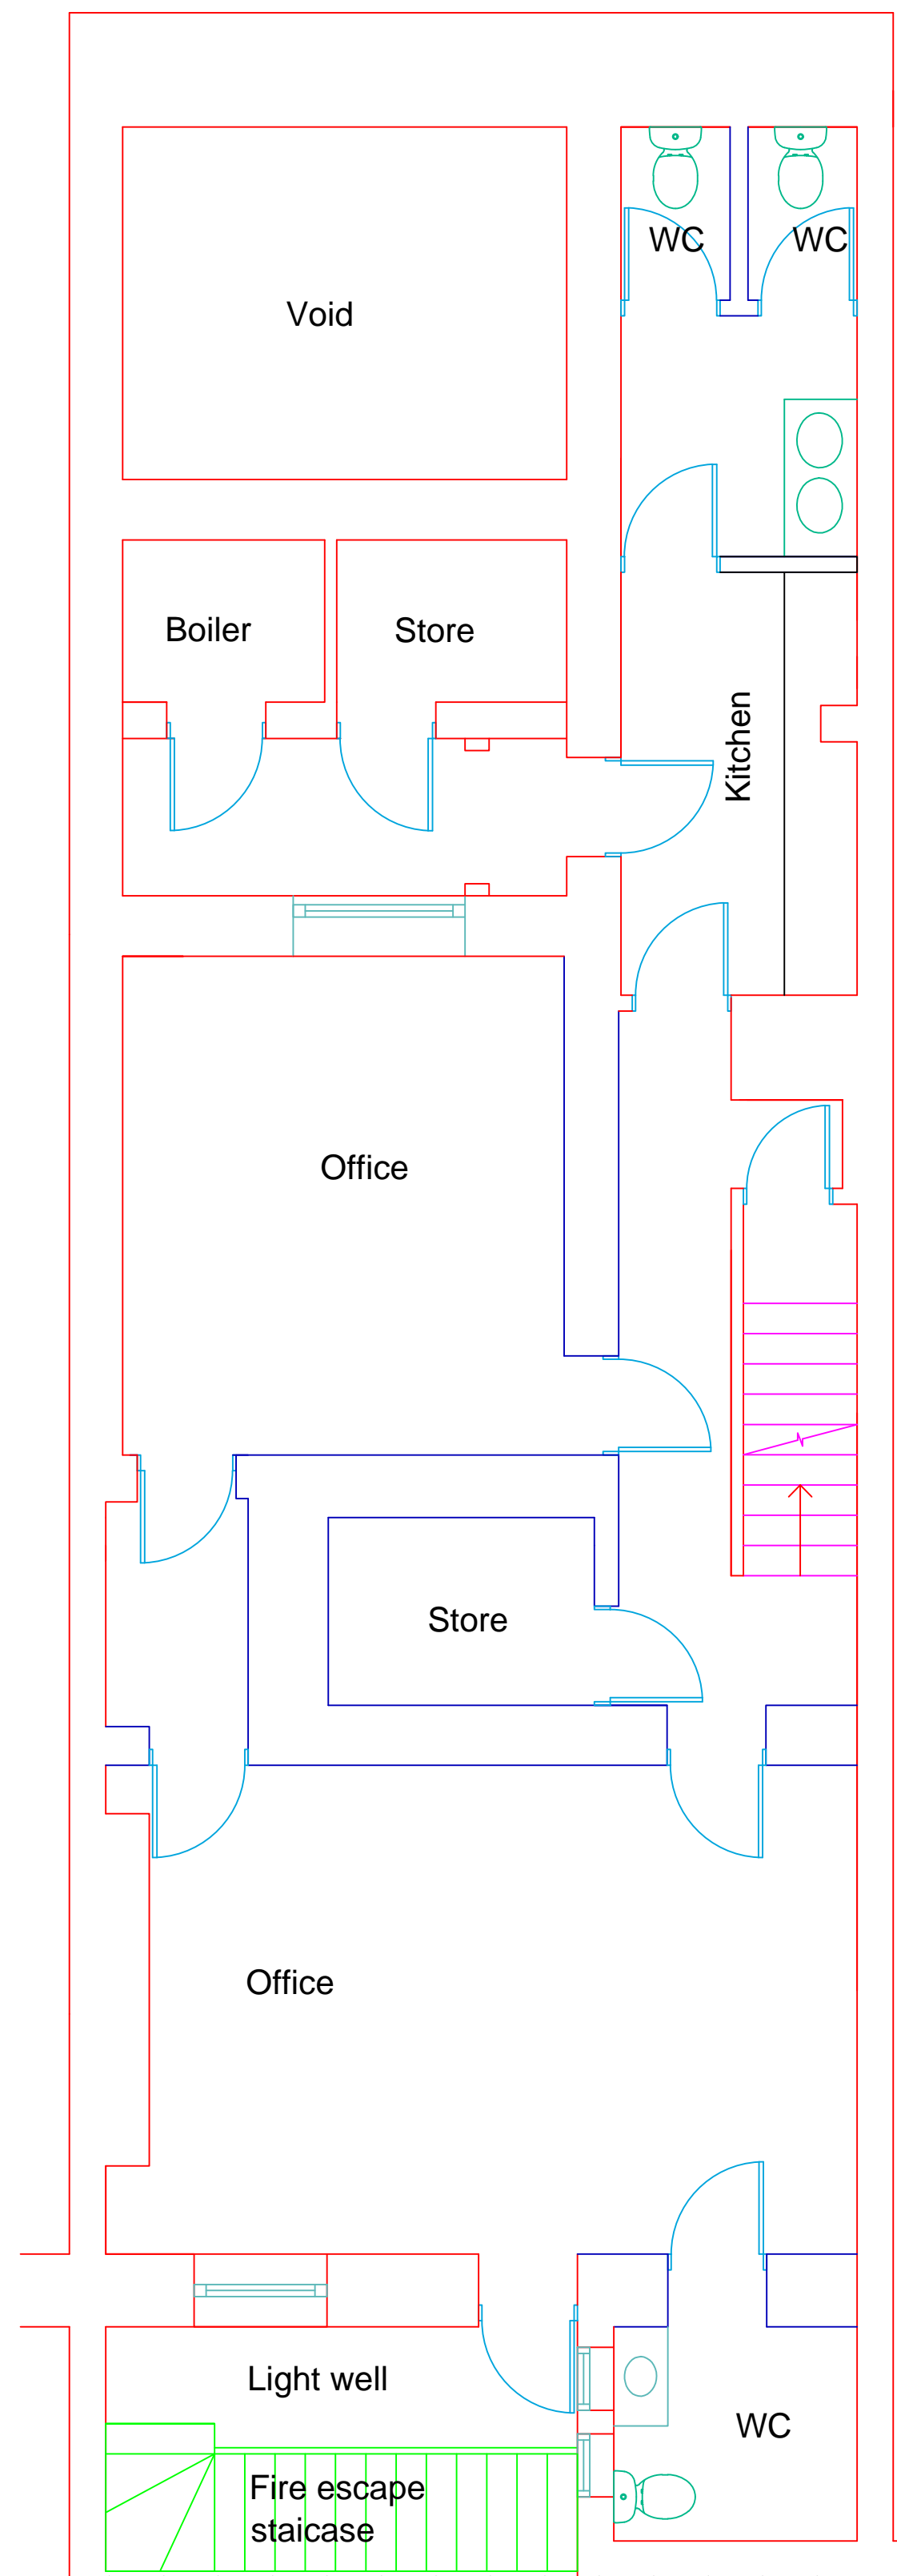 WC
WC
Void
Boiler
Store
Kitchen
Office
Store
Office
Light well
WC
Fire escape
staicase